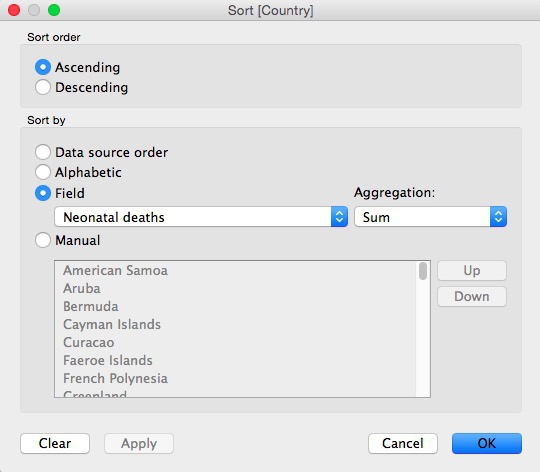 Sort [Country]
Sort order
Ascending
Descending
Sort by
Data source order
Alphabetic
Field
Aggregation:
Neonatal deaths
Sum
Manual
American Samoa
Aruba
Bermuda
Cayman Islands
Curacao
Faeroe Islands
French Polynesia
Greenland
Up
Down
Clear
Apply
Cancel
OK